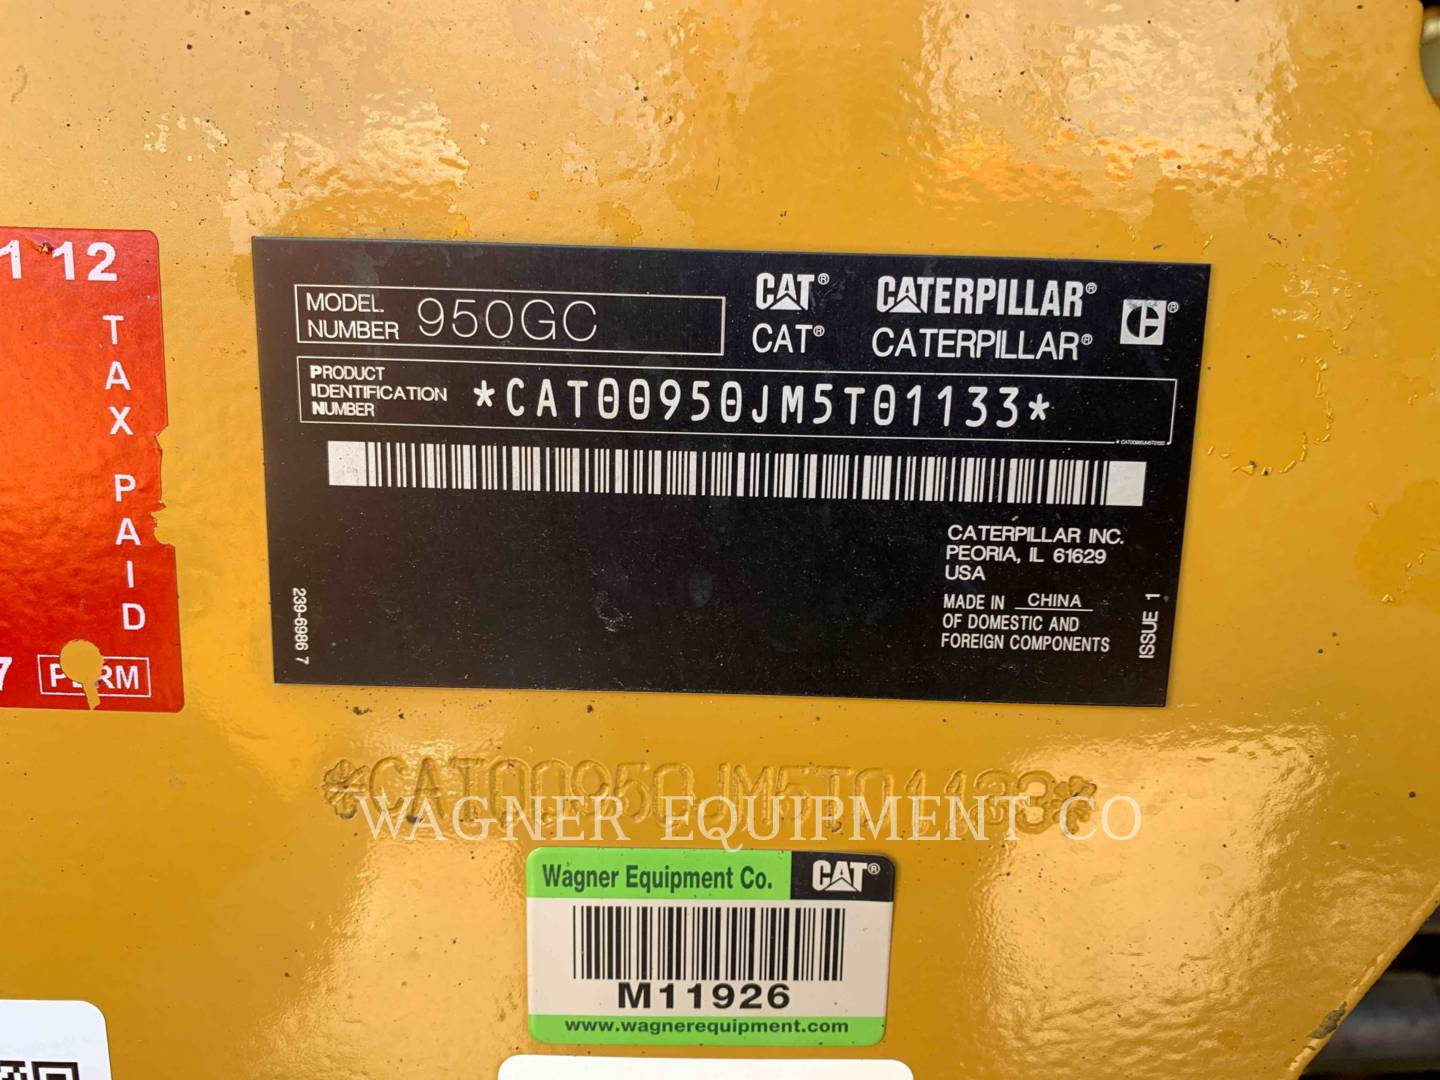 1 12
TAX PAID
7 PERM
MODEL NUMBER 950GC
CAT® CATERPILLAR®
CAT® CATERPILLAR®
PRODUCT IDENTIFICATION NUMBER *CAT00950JM5T01133*
* CAT00950JM5T01133
CATERPILLAR INC.
PEORIA, IL 61629
USA
MADE IN CHINA
OF DOMESTIC AND
FOREIGN COMPONENTS
239-6986 7
ISSUE 1
*CAT00950JM5T01133*
WAGNER EQUIPMENT CO
Wagner Equipment Co. CAT®
M11926
www.wagnerequipment.com